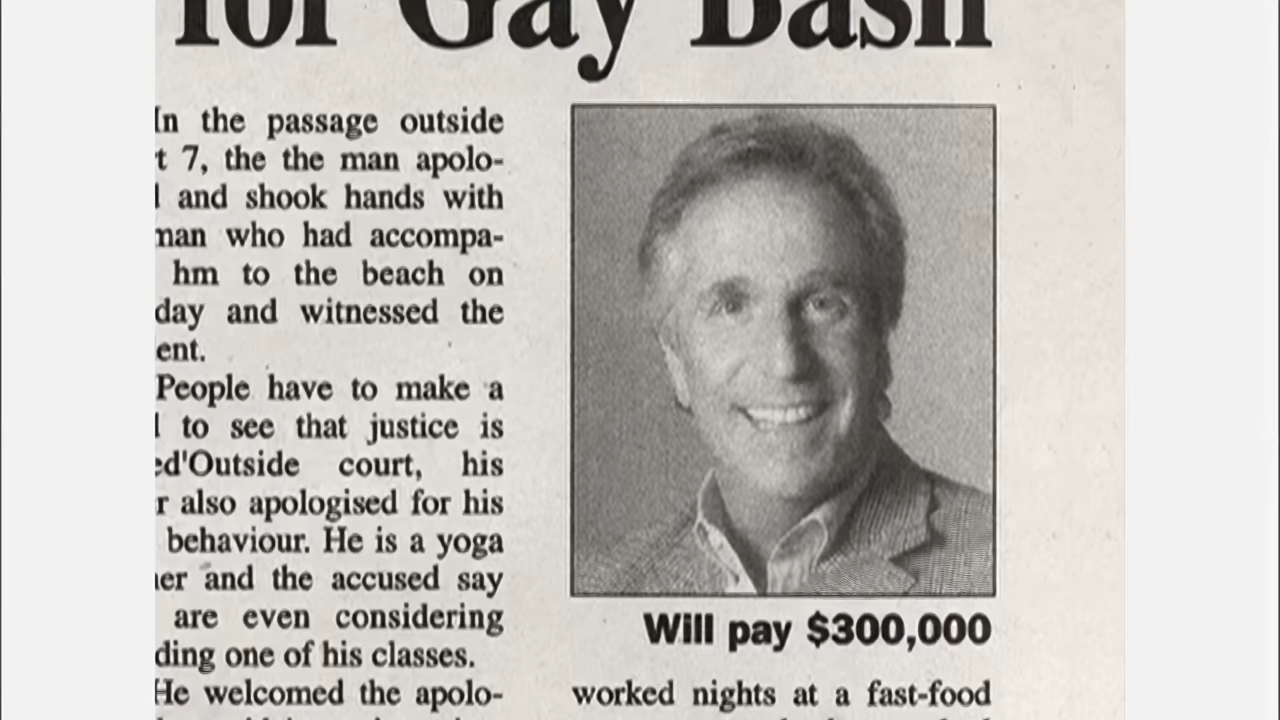 for Gay Bash
In the passage outside
t 7, the the man apolo-
and shook hands with
man who had accompa-
hm to the beach on
day and witnessed the
ent.
People have to make a
to see that justice is
ed'Outside court, his
r also apologised for his
behaviour. He is a yoga
er and the accused say
are even considering
ding one of his classes.
He welcomed the apolo-
Will pay $300,000
worked nights at a fast-food